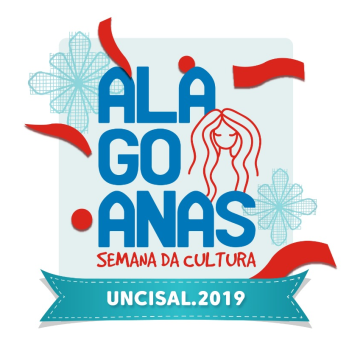 ALA
GO
ANAS
SEMANA DA CULTURA
UNCISAL.2019